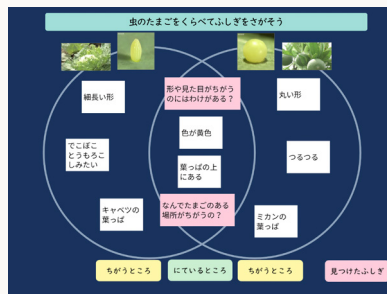 虫のたまごをくらべてふしぎをさがそう
細長い形
でこぼこ
とうもろこ
しみたい
キャベツの
葉っぱ
形や見た目がちがう
のにはわけがある？
色が黄色
葉っぱの上
にある
なんでたまごのある
場所がちがうの？
丸い形
つるつる
ミカンの
葉っぱ
ちがうところ
にているところ
ちがうところ
見つけたふしぎ